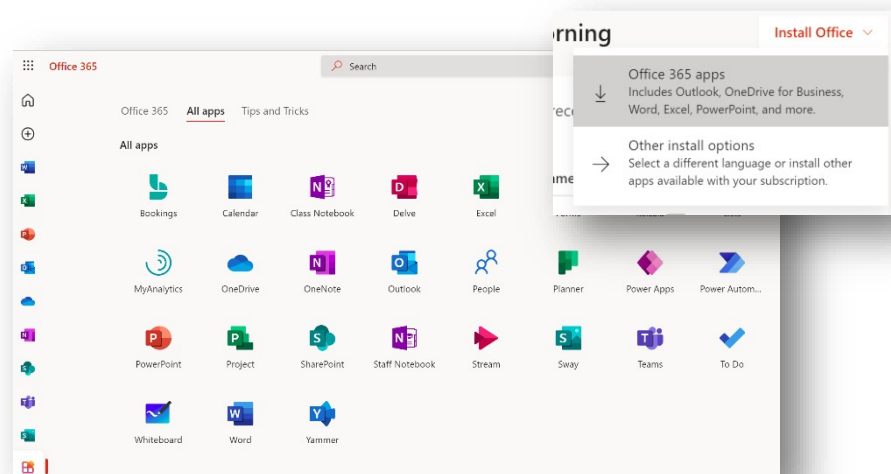 Office 365
Search
Office 365 All apps Tips and Tricks
All apps
Bookings Calendar Class Notebook Delve Excel
MyAnalytics OneDrive OneNote Outlook People Planner Power Apps Power Autom...
PowerPoint Project SharePoint Staff Notebook Stream Sway Teams To Do
Whiteboard Word Yammer
orning Install Office
Office 365 apps
Includes Outlook, OneDrive for Business,
Word, Excel, PowerPoint, and more.
Other install options
Select a different language or install other
apps available with your subscription.